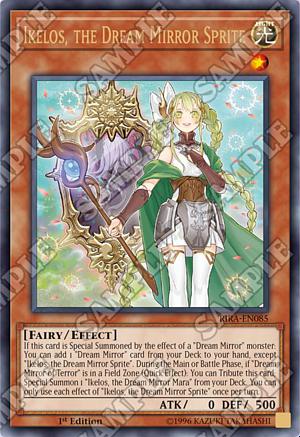 IKELOS, THE DREAM MIRROR SPRITE
LIGHT
光
SAMPLE
RIRA-EN085
[FAIRY/EFFECT]
If this card is Special Summoned by the effect of a "Dream Mirror" monster:
You can add 1 "Dream Mirror" card from your Deck to your hand, except
"Ikelos, the Dream Mirror Sprite". During the Main or Battle Phase, if "Dream
Mirror of Terror" is in a Field Zone (Quick Effect): You can Tribute this card;
Special Summon 1 "Ikelos, the Dream Mirror Mara" from your Deck. You can
only use each effect of "Ikelos, the Dream Mirror Sprite" once per turn.
ATK/ 0 DEF/ 500
1st Edition
©1996 KAZUKI TAKAHASHI